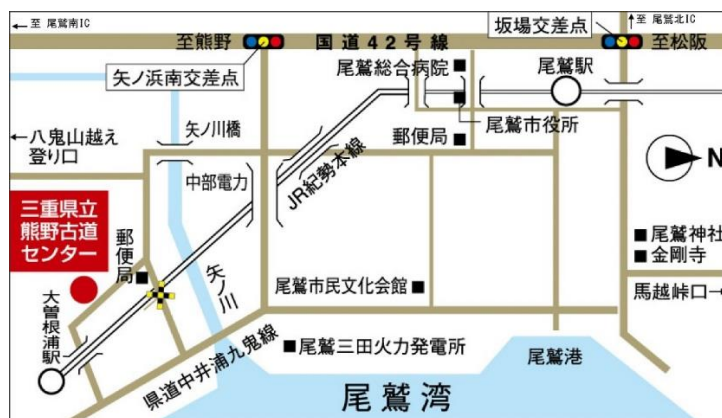 ← 至 尾鷲南IC
坂場交差点
↑至 尾鷲北IC
至熊野
国道42号線
至松阪
矢ノ浜南交差点
尾鷲総合病院
尾鷲駅
尾鷲市役所
←八鬼山越え
登り口
矢ノ川橋
郵便局
中部電力
JR紀勢本線
N
三重県立
熊野古道
センター
郵便局
矢ノ川
尾鷲神社
金剛寺
尾鷲市民文化会館
馬越峠口→
大曽根浦駅
県道中井浦九鬼線
尾鷲三田火力発電所
尾鷲港
尾鷲湾